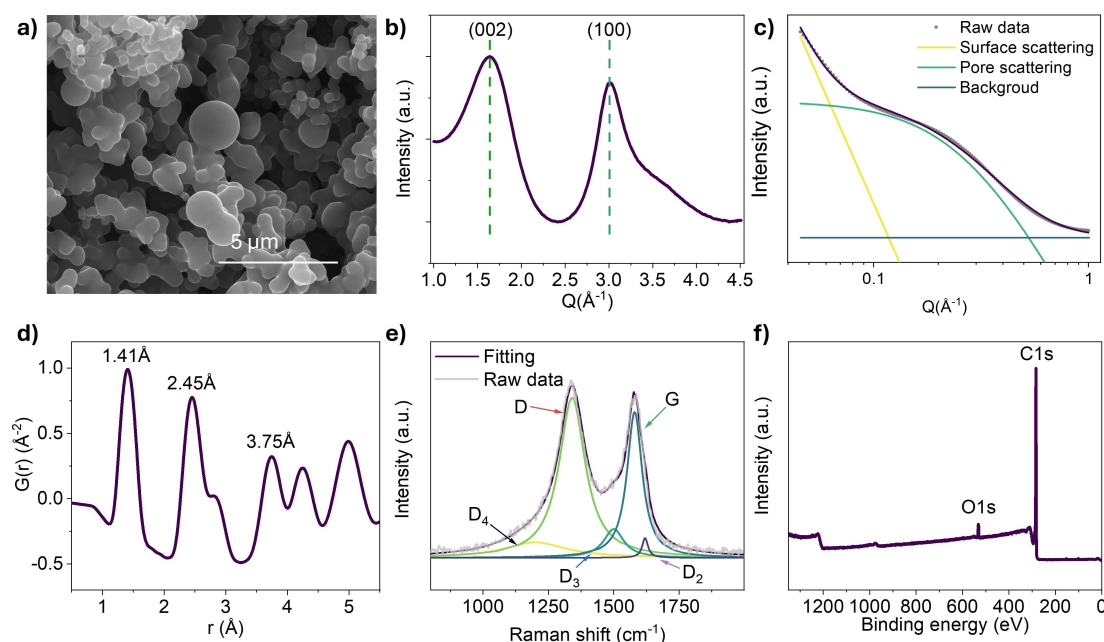 a)
5 µm
b)
(002)
(100)
Intensity (a.u.)
1.0 1.5 2.0 2.5 3.0 3.5 4.0 4.5
Q(Å⁻¹)
c)
Raw data
Surface scattering
Pore scattering
Backgroud
Intensity (a.u.)
0.1 1
Q(Å⁻¹)
d)
1.41Å
2.45Å
3.75Å
G(r) (Å⁻²)
1.0
0.5
0.0
-0.5
1 2 3 4 5
r (Å)
e)
Fitting
Raw data
D
G
D₄
D₃
D₂
Intensity (a.u.)
1000 1250 1500 1750
Raman shift (cm⁻¹)
f)
C1s
O1s
Intensity (a.u.)
1200 1000 800 600 400 200 0
Binding energy (eV)